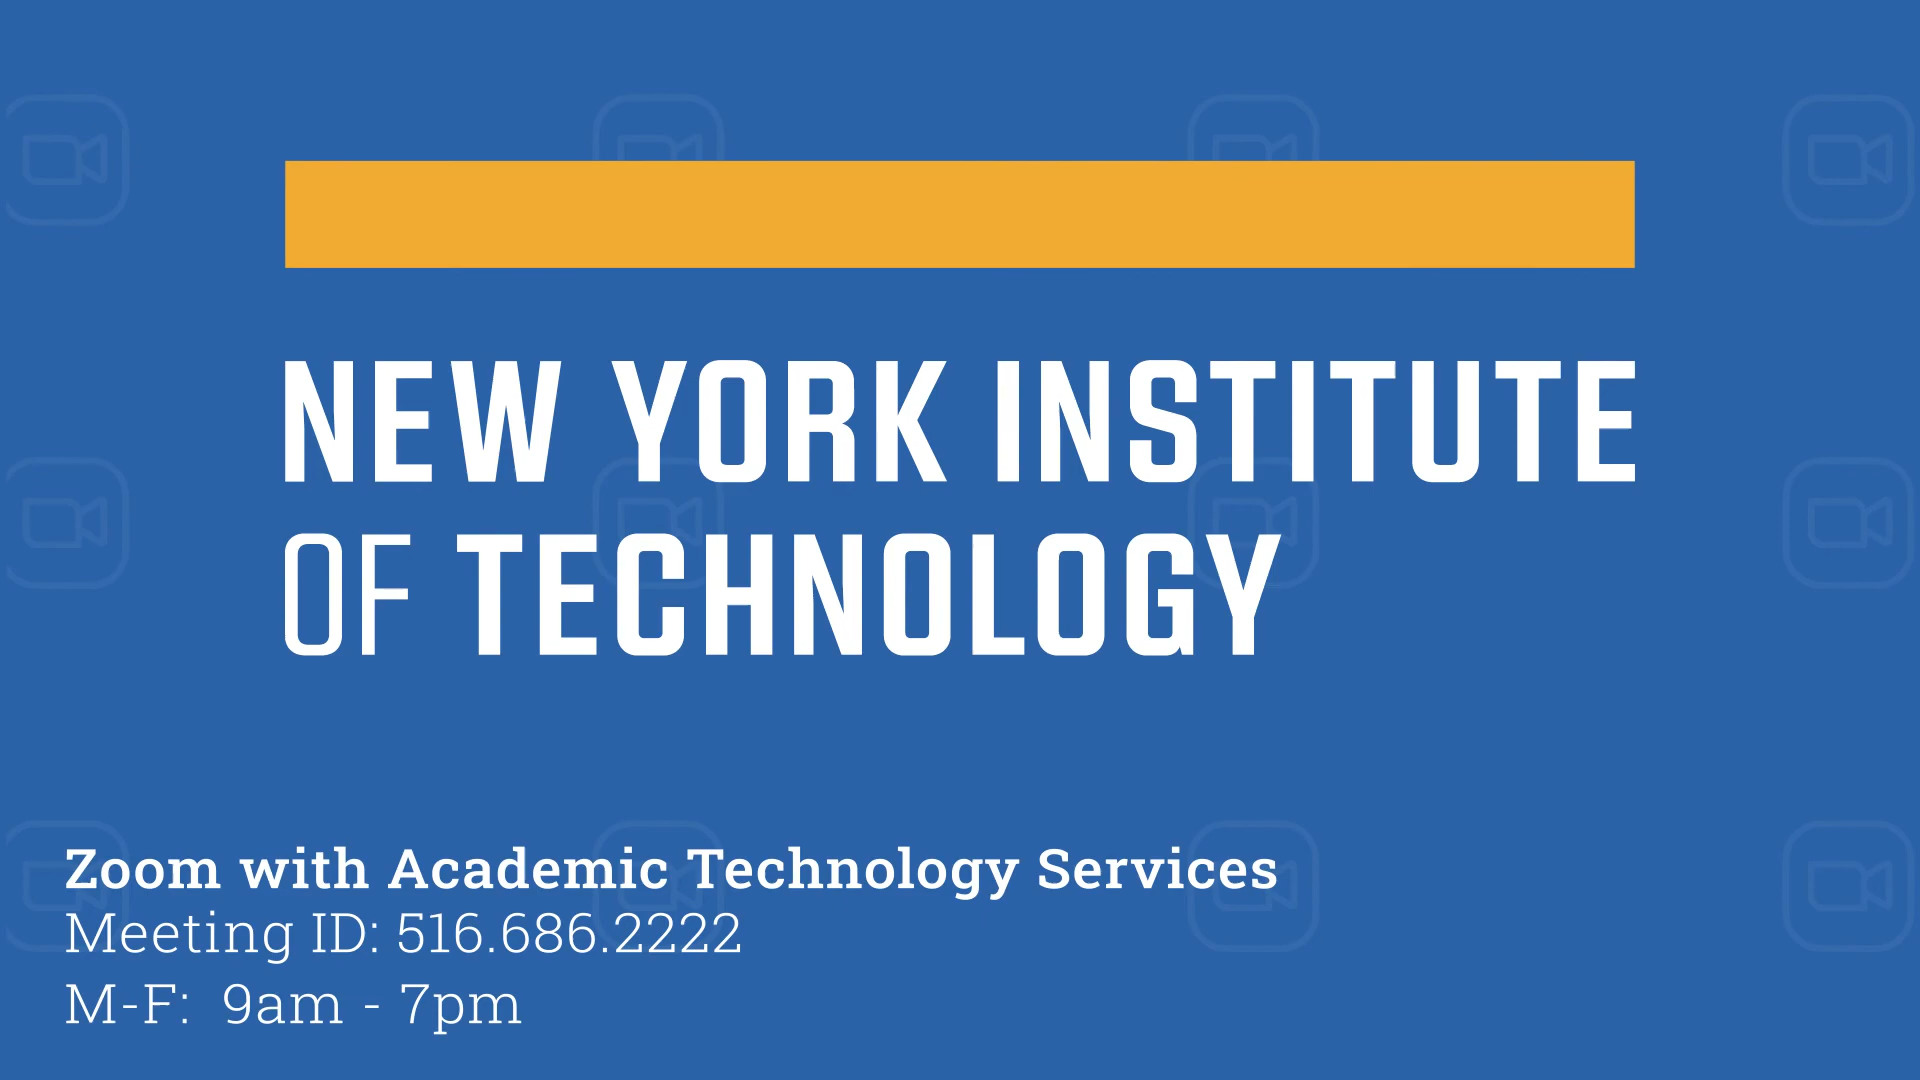 NEW YORK INSTITUTE
OF TECHNOLOGY
Zoom with Academic Technology Services
Meeting ID: 516.686.2222
M-F:  9am - 7pm